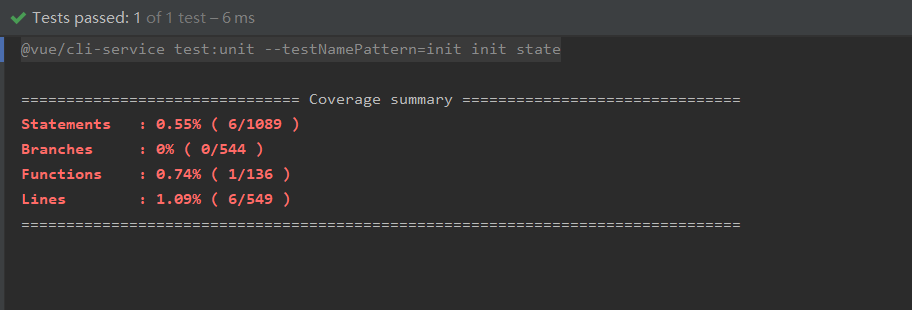 Tests passed: 1 of 1 test – 6 ms
@vue/cli-service test:unit --testNamePattern=init init state
============================== Coverage summary ===============================
Statements   : 0.55% ( 6/1089 )
Branches     : 0% ( 0/544 )
Functions    : 0.74% ( 1/136 )
Lines        : 1.09% ( 6/549 )
================================================================================